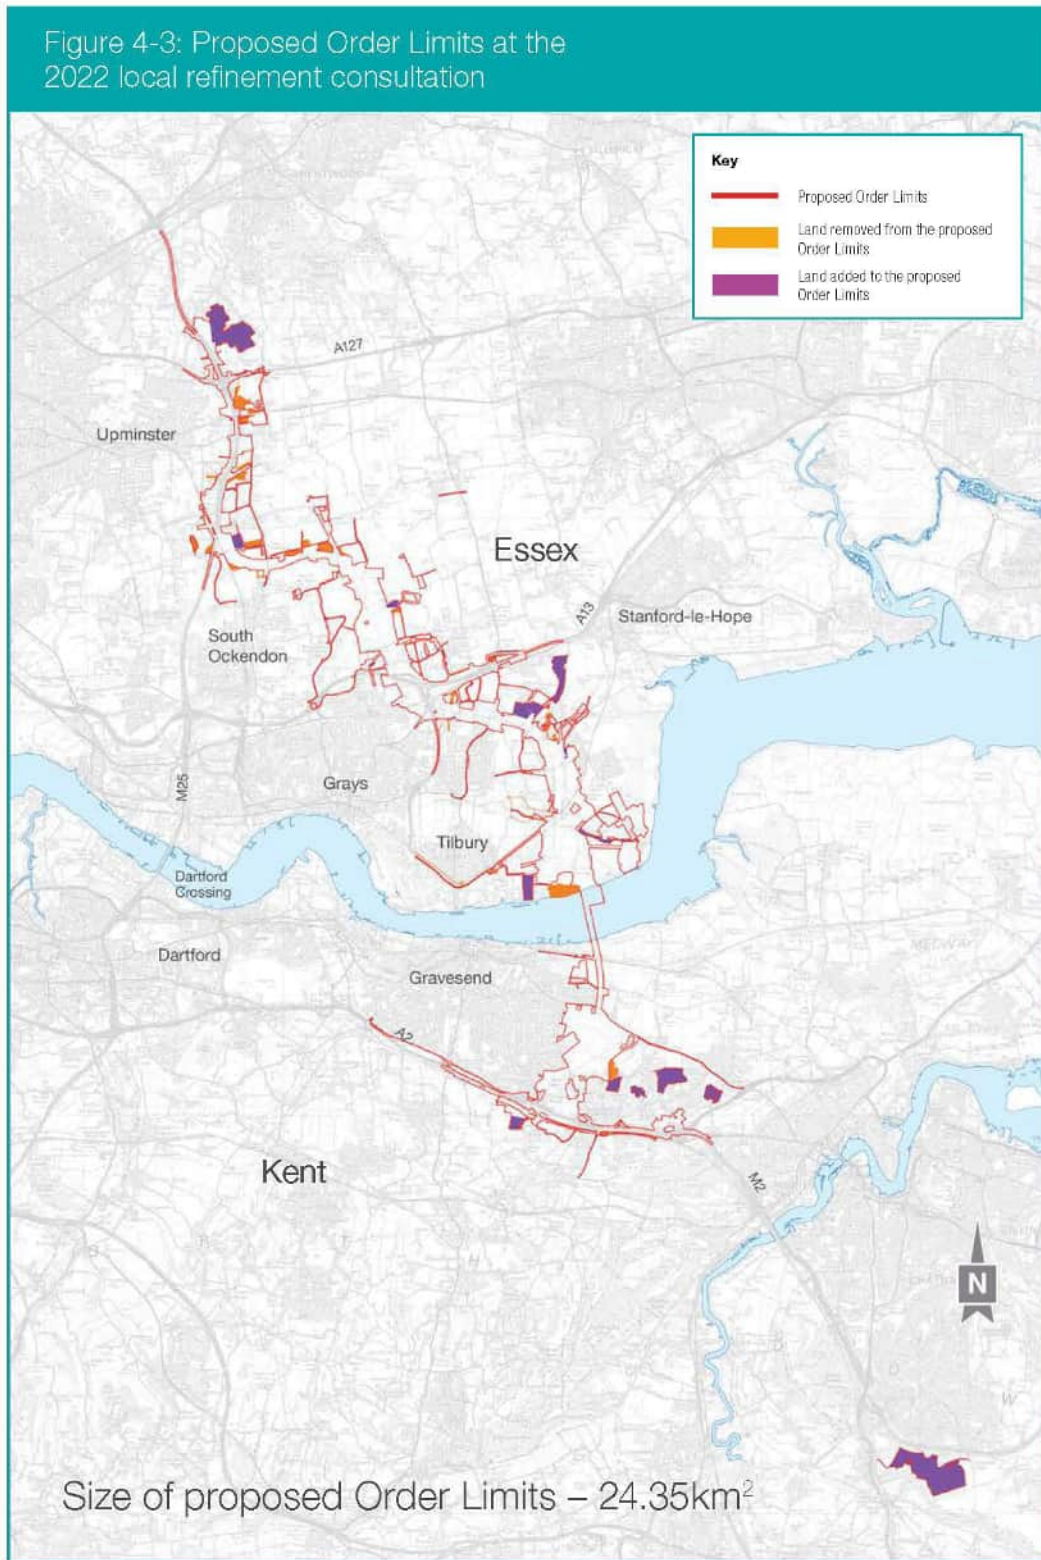 Figure 4-3: Proposed Order Limits at the
2022 local refinement consultation
Key
Proposed Order Limits
Land removed from the proposed
Order Limits
Land added to the proposed
Order Limits
A127
Upminster
Essex
A13
Stanford-le-Hope
South
Ockendon
M25
Grays
Tilbury
Dartford
Crossing
Dartford
MEDWAY
Gravesend
A2
Kent
M2
N
Size of proposed Order Limits – 24.35km²